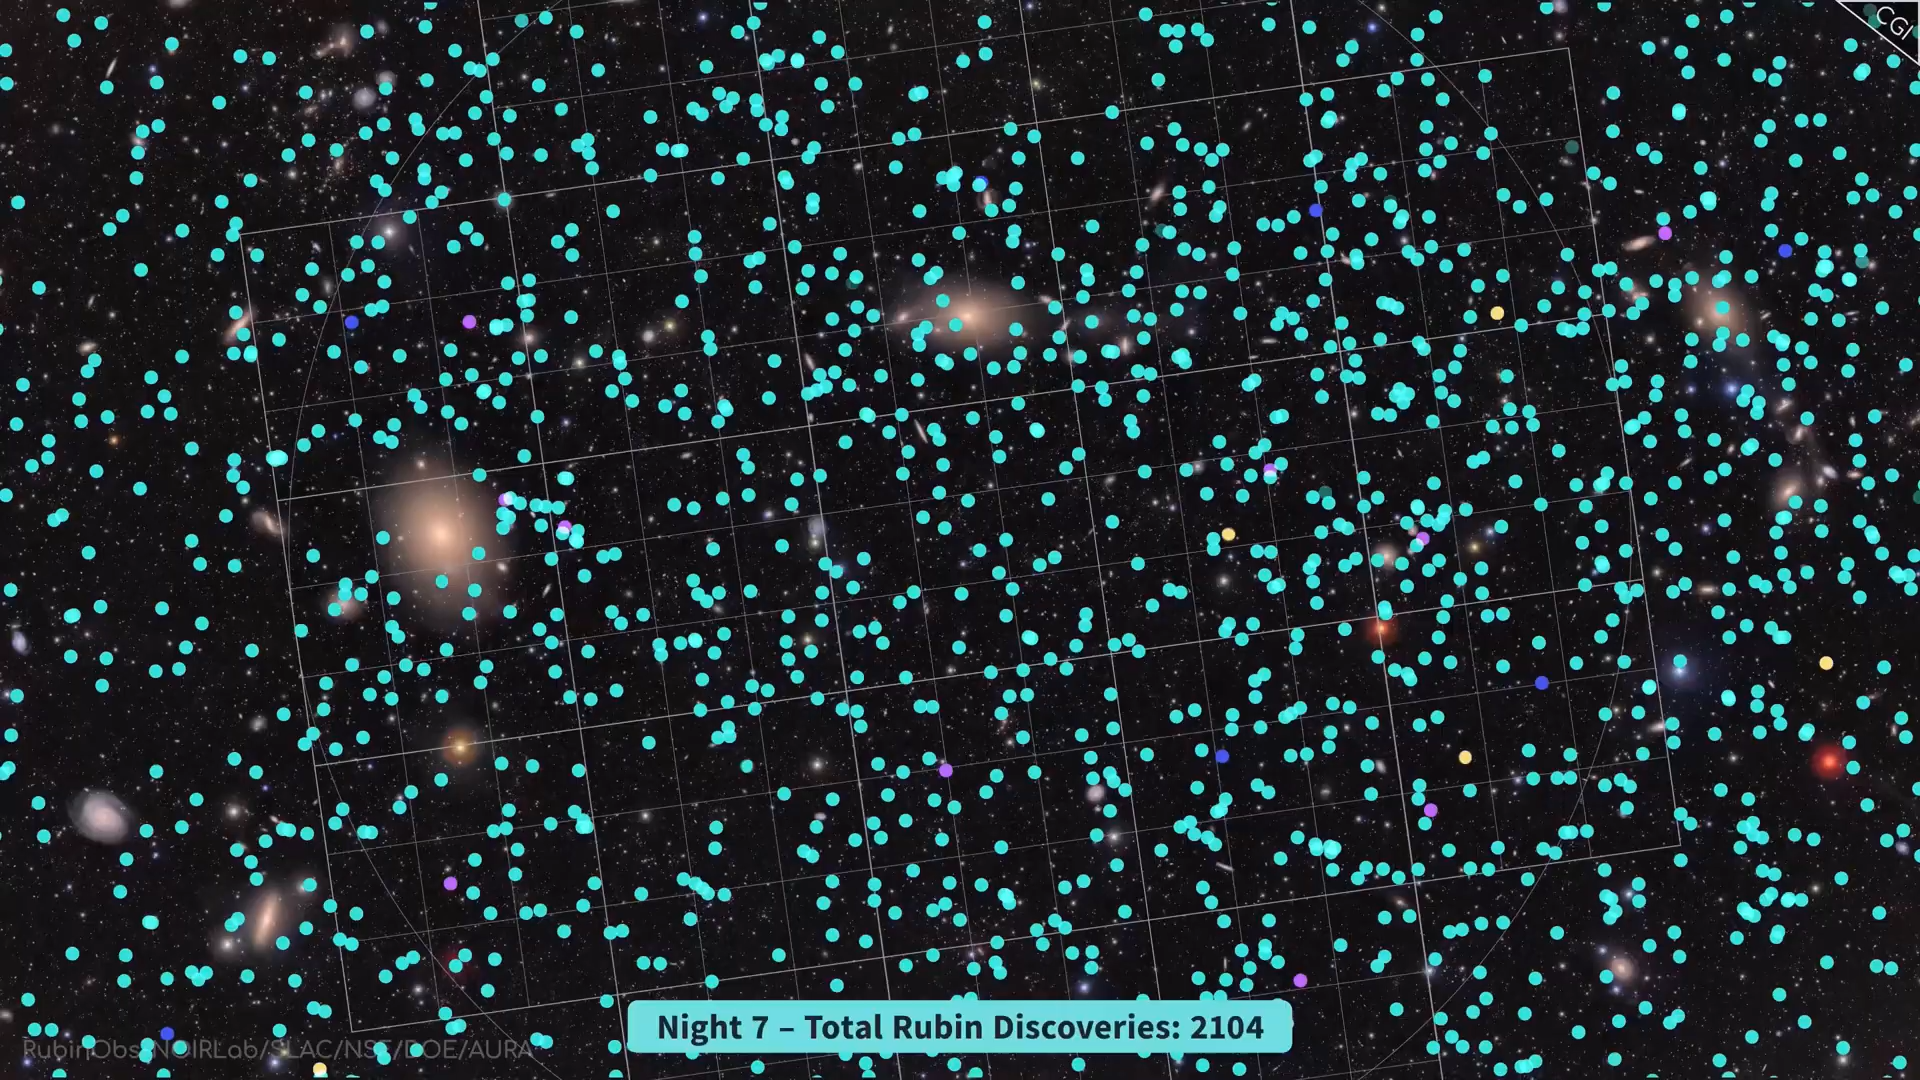 CGI
Night 7 – Total Rubin Discoveries: 2104
RubinObs/NOIRLab/SLAC/NSF/DOE/AURA